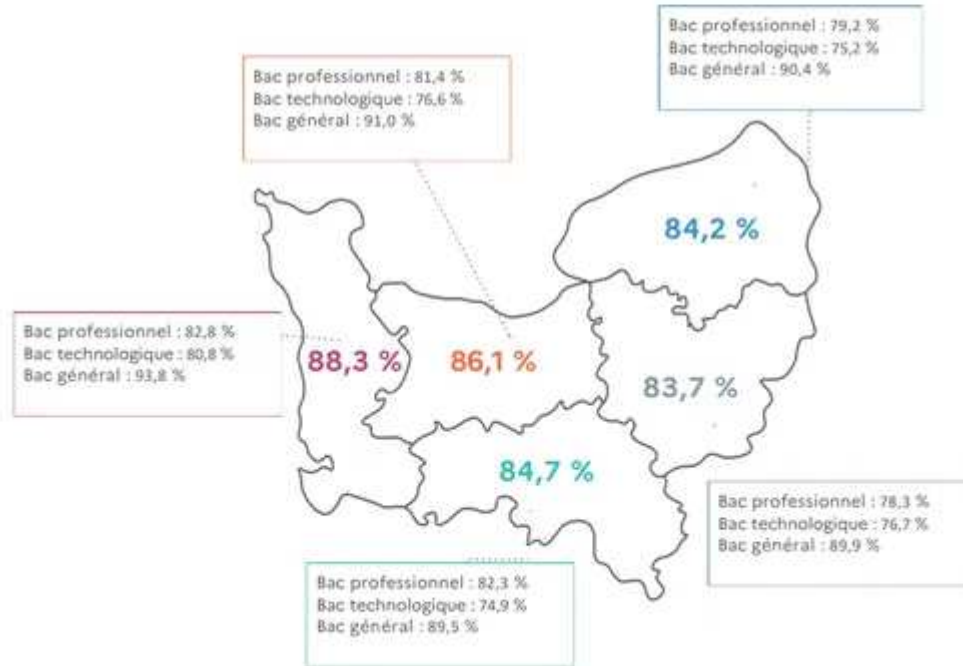 Bac professionnel : 79,2 %
Bac technologique : 75,2 %
Bac général : 90,4 %
Bac professionnel : 81,4 %
Bac technologique : 76,6 %
Bac général : 91,0 %
84,2 %
Bac professionnel : 82,8 %
Bac technologique : 80,8 %
Bac général : 93,8 %
88,3 %
86,1 %
83,7 %
84,7 %
Bac professionnel : 78,3 %
Bac technologique : 76,7 %
Bac général : 89,9 %
Bac professionnel : 82,3 %
Bac technologique : 74,9 %
Bac général : 89,5 %